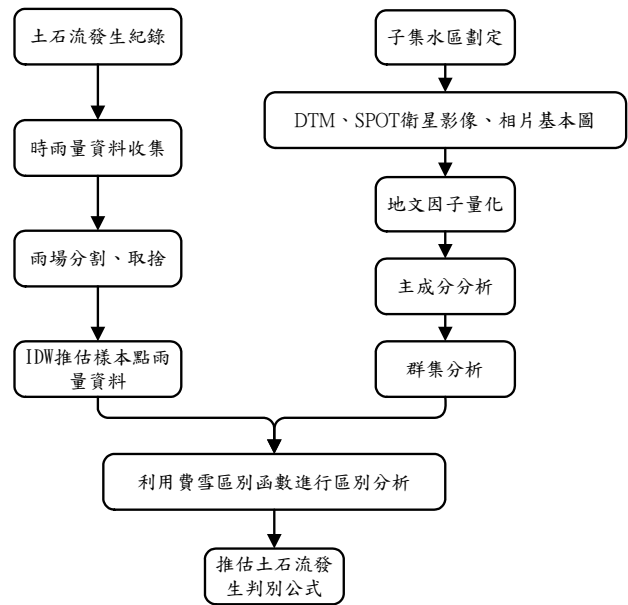 土石流發生紀錄
子集水區劃定
時雨量資料收集
DTM、SPOT衛星影像、相片基本圖
地文因子量化
雨場分割、取捨
主成分分析
IDW推估樣本點雨
量資料
群集分析
利用費雪區別函數進行區別分析
推估土石流發
生判別公式